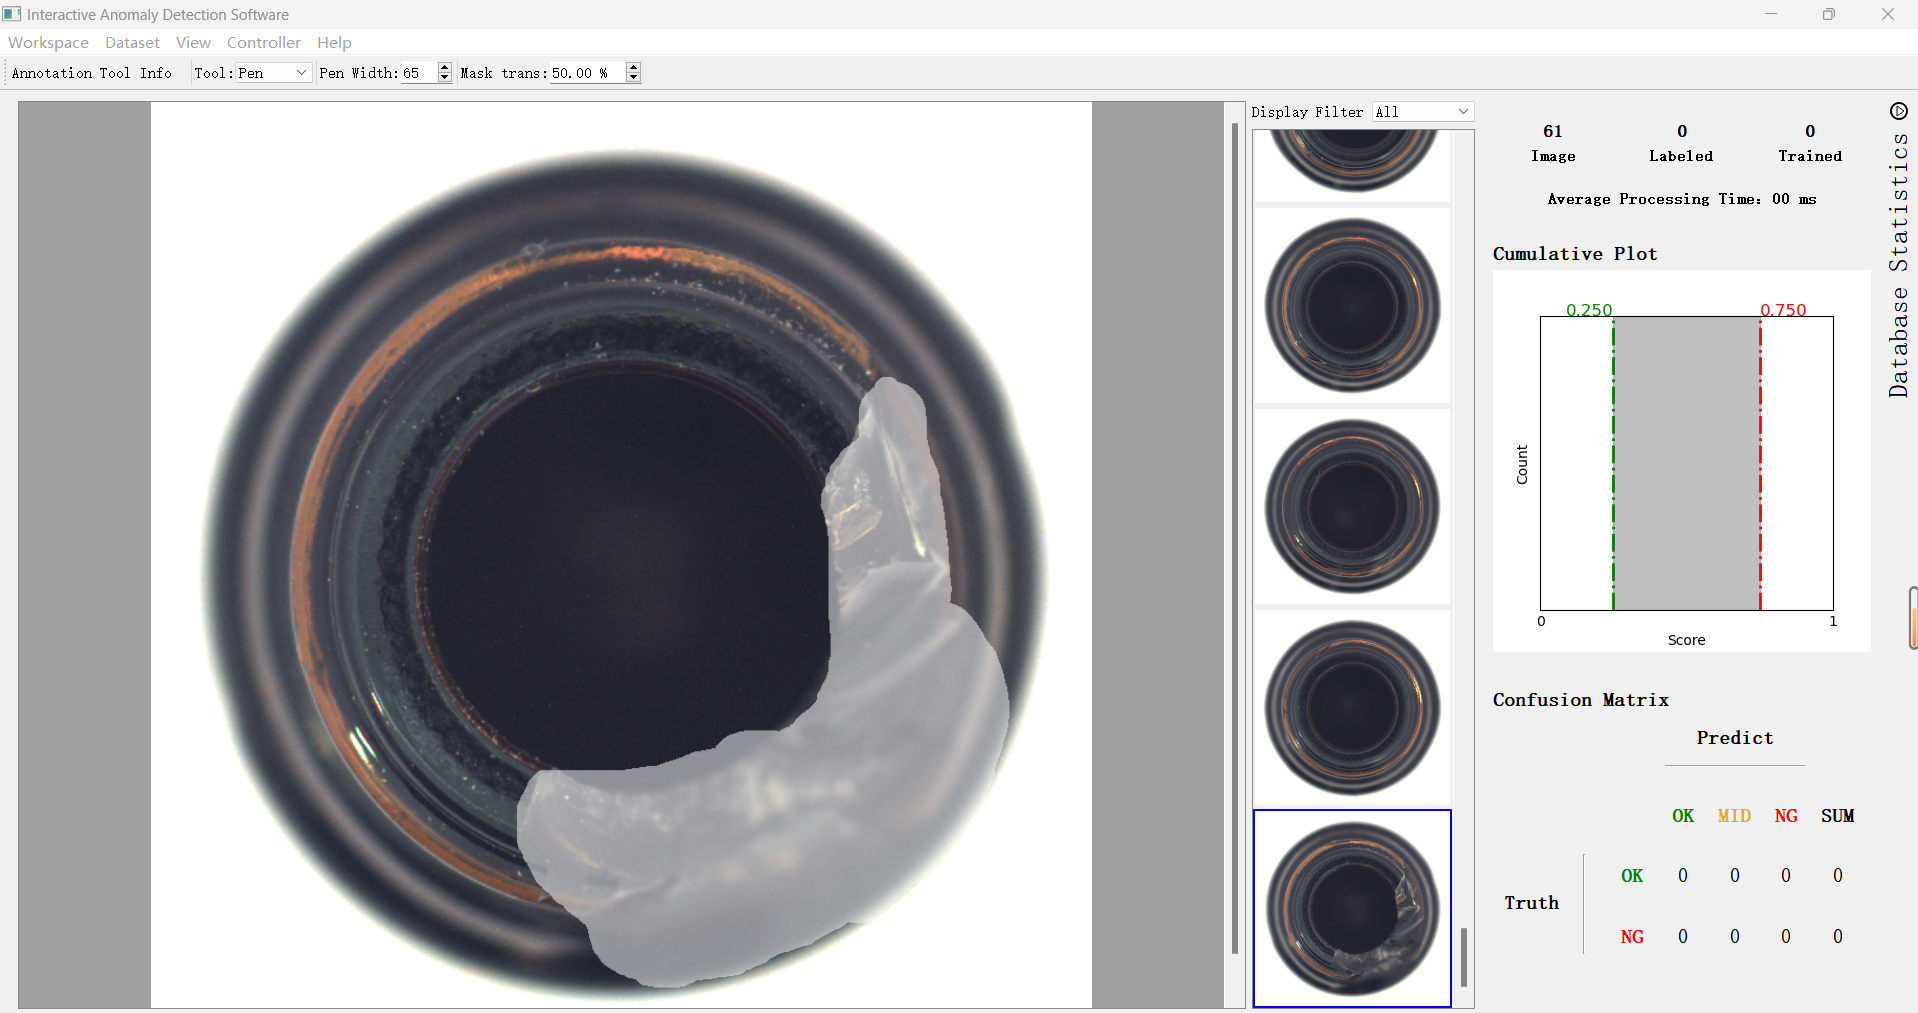 Interactive Anomaly Detection Software
Workspace Dataset View Controller Help
Annotation Tool Info Tool: Pen Pen Width: 65 Mask trans: 50.00 %
Display Filter All
61 0 0
Image Labeled Trained
Average Processing Time: 00 ms
Database Statistics
Cumulative Plot
0.250 0.750
Count
0 1
Score
Confusion Matrix
Predict
OK MID NG SUM
Truth
OK 0 0 0 0
NG 0 0 0 0